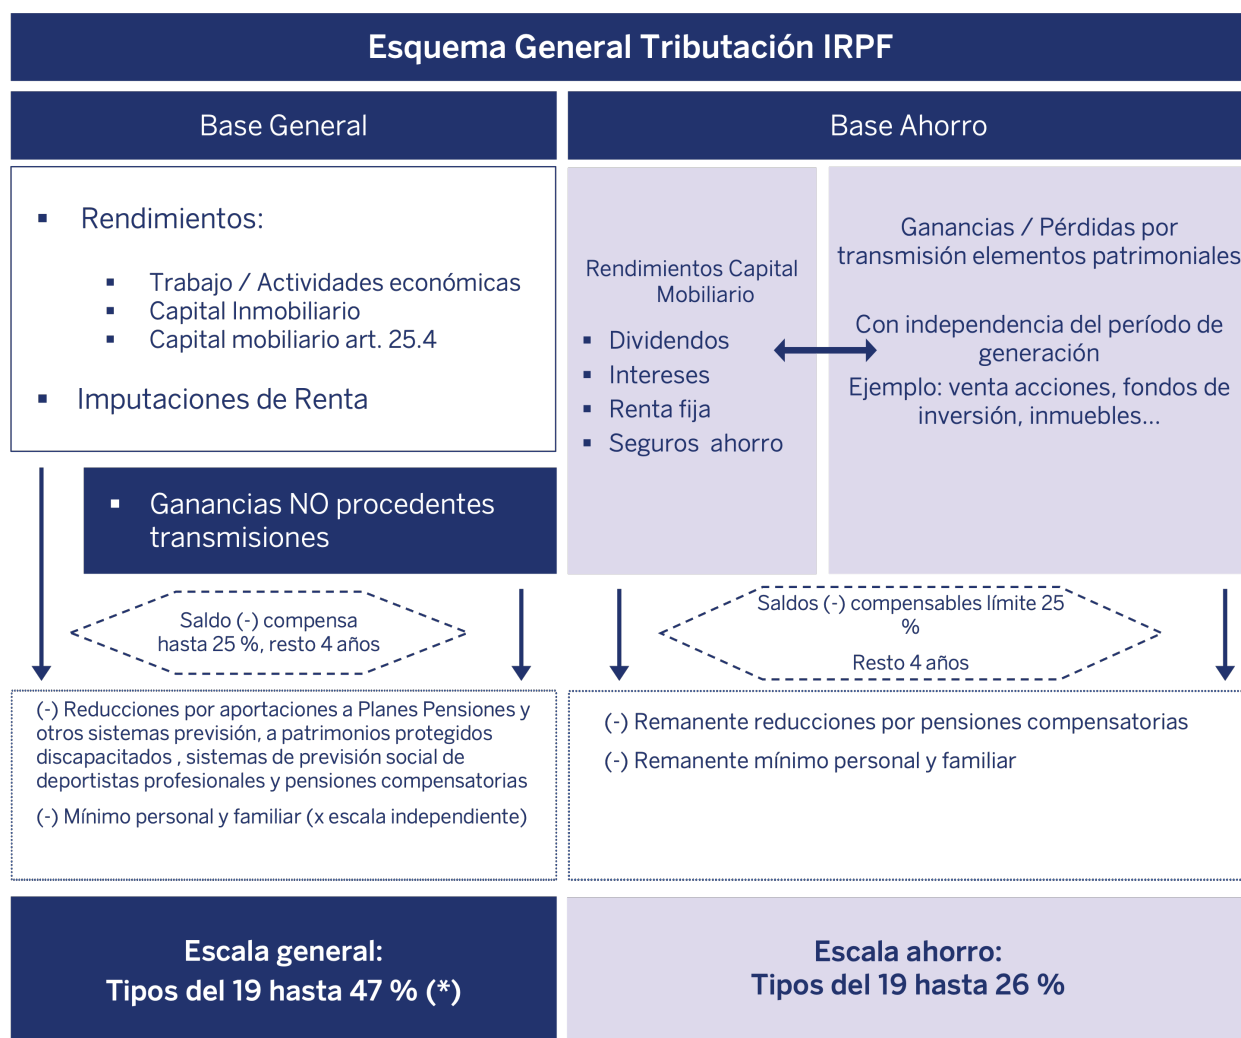 Esquema General Tributación IRPF
Base General
Base Ahorro
Rendimientos:
Trabajo / Actividades económicas
Capital Inmobiliario
Capital mobiliario art. 25.4
Imputaciones de Renta
Ganancias NO procedentes
transmisiones
Rendimientos Capital
Mobiliario
Dividendos
Intereses
Renta fija
Seguros ahorro
Ganancias / Pérdidas por
transmisión elementos patrimoniales
Con independencia del período de
generación
Ejemplo: venta acciones, fondos de
inversión, inmuebles...
Saldo (-) compensa
hasta 25 %, resto 4 años
Saldos (-) compensables límite 25
%
Resto 4 años
(-) Reducciones por aportaciones a Planes Pensiones y
otros sistemas previsión, a patrimonios protegidos
discapacitados , sistemas de previsión social de
deportistas profesionales y pensiones compensatorias
(-) Mínimo personal y familiar (x escala independiente)
(-) Remanente reducciones por pensiones compensatorias
(-) Remanente mínimo personal y familiar
Escala general:
Tipos del 19 hasta 47 % (*)
Escala ahorro:
Tipos del 19 hasta 26 %